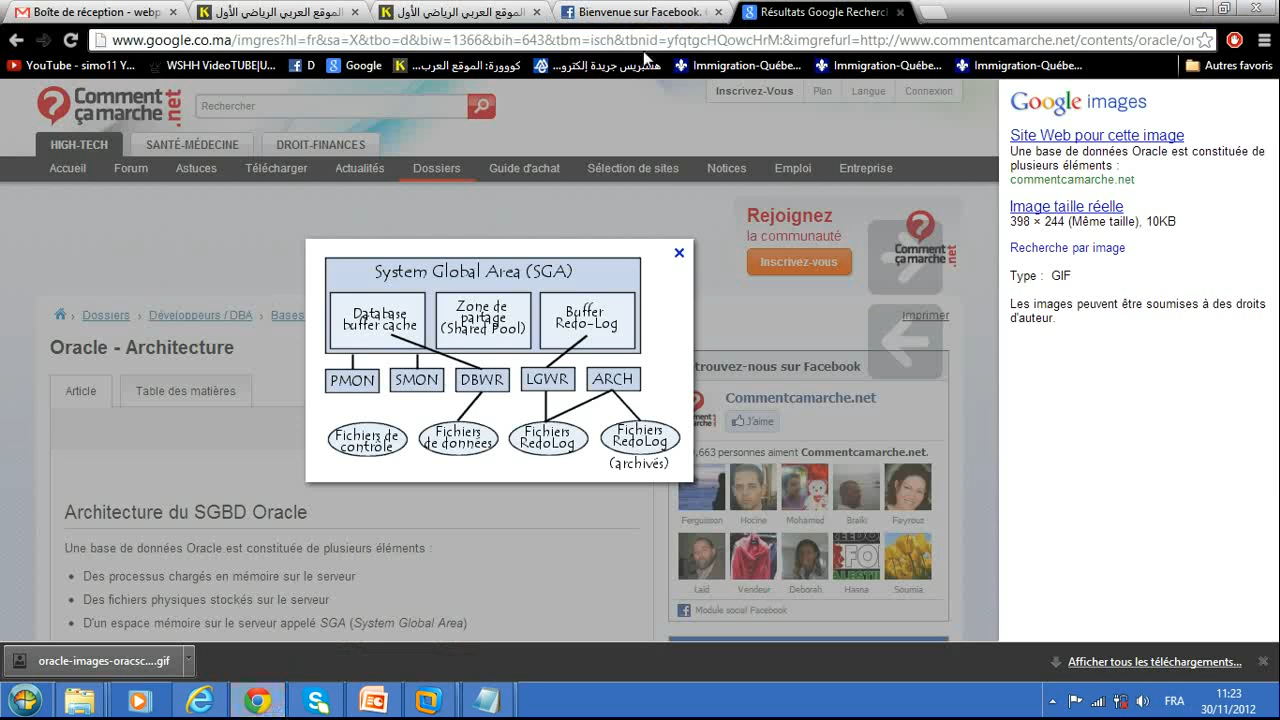 Boîte de réception - webp
الموقع العربي الرياضي الأول
الموقع العربي الرياضي الأول
Bienvenue sur Facebook.
Résultats Google Recherc
www.google.co.ma/imgres?hl=fr&sa=X&tbo=d&biw=1366&bih=643&tbm=isch&tbnid=yfqtgcHQowcHrM:&imgrefurl=http://www.commentcamarche.net/contents/oracle/or
YouTube - simo11 Y...
WSHH VideoTUBE|U...
D
Google
كووورة: الموقع العرب...
هسبريس جريدة إلكترو...
Immigration-Québe...
Immigration-Québe...
Immigration-Québe...
Autres favoris
Comment
ça marche .net
Rechercher
Inscrivez-Vous
Plan
Langue
Connexion
HIGH-TECH
SANTÉ-MÉDECINE
DROIT-FINANCES
Accueil
Forum
Astuces
Télécharger
Actualités
Dossiers
Guide d'achat
Sélection de sites
Notices
Emploi
Entreprise
Rejoignez
la communauté
Inscrivez-vous
Comment
ça marche .net
Dossiers
Développeurs / DBA
Bases
Imprimer
Oracle - Architecture
Article
Table des matières
System Global Area (SGA)
Database
buffer cache
Zone de
partage
(Shared Pool)
Buffer
Redo-Log
PMON
SMON
DBWR
LGWR
ARCH
Fichiers de
contrôle
Fichiers
de données
Fichiers
RedoLog
Fichiers
RedoLog
(archivés)
Architecture du SGBD Oracle
Une base de données Oracle est constituée de plusieurs éléments :
• Des processus chargés en mémoire sur le serveur
• Des fichiers physiques stockés sur le serveur
• D'un espace mémoire sur le serveur appelé SGA (System Global Area)
trouvez-nous sur Facebook
Commentcamarche.net
J'aime
,663 personnes aiment Commentcamarche.net.
Fergusson
Hocine
Mohamed
Braiki
Fayrouz
Laid
Vendeur
Deborah
Hasna
Soumia
Module social Facebook
Google images
Site Web pour cette image
Une base de données Oracle est constituée de
plusieurs éléments :
commentcamarche.net
Image taille réelle
398 × 244 (Même taille), 10KB
Recherche par image
Type : GIF
Les images peuvent être soumises à des droits
d'auteur.
oracle-images-oracsc....gif
Afficher tous les téléchargements...
FRA
11:23
30/11/2012